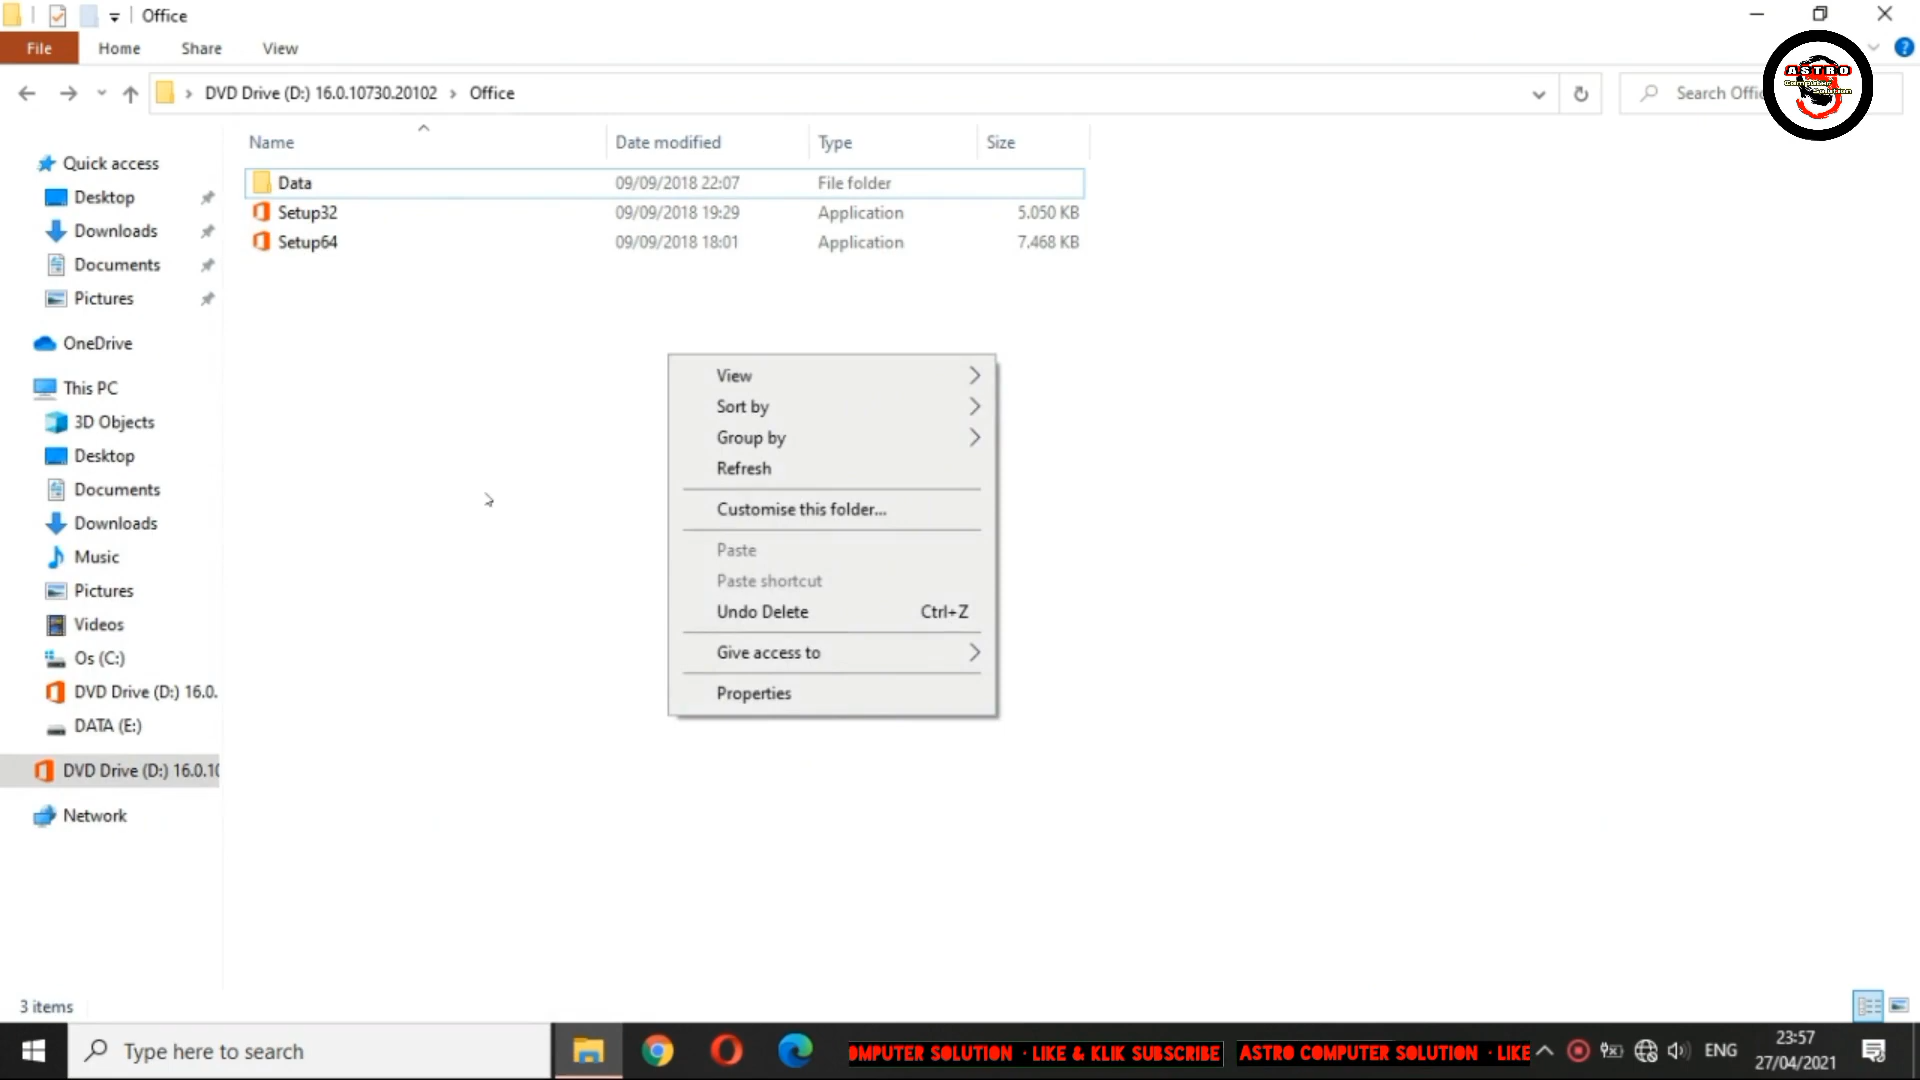 Office
File Home Share View
DVD Drive (D:) 16.0.10730.20102 > Office
Search Offic
ASTRO
Computer
Solution
Name Date modified Type Size
Data 09/09/2018 22:07 File folder
Setup32 09/09/2018 19:29 Application 5.050 KB
Setup64 09/09/2018 18:01 Application 7.468 KB
Quick access
Desktop
Downloads
Documents
Pictures
OneDrive
This PC
3D Objects
Desktop
Documents
Downloads
Music
Pictures
Videos
Os (C:)
DVD Drive (D:) 16.0.
DATA (E:)
DVD Drive (D:) 16.0.10
Network
View
Sort by
Group by
Refresh
Customise this folder...
Paste
Paste shortcut
Undo Delete Ctrl+Z
Give access to
Properties
3 items
Type here to search
OMPUTER SOLUTION · LIKE & KLIK SUBSCRIBE
ASTRO COMPUTER SOLUTION · LIKE
ENG
23:57
27/04/2021